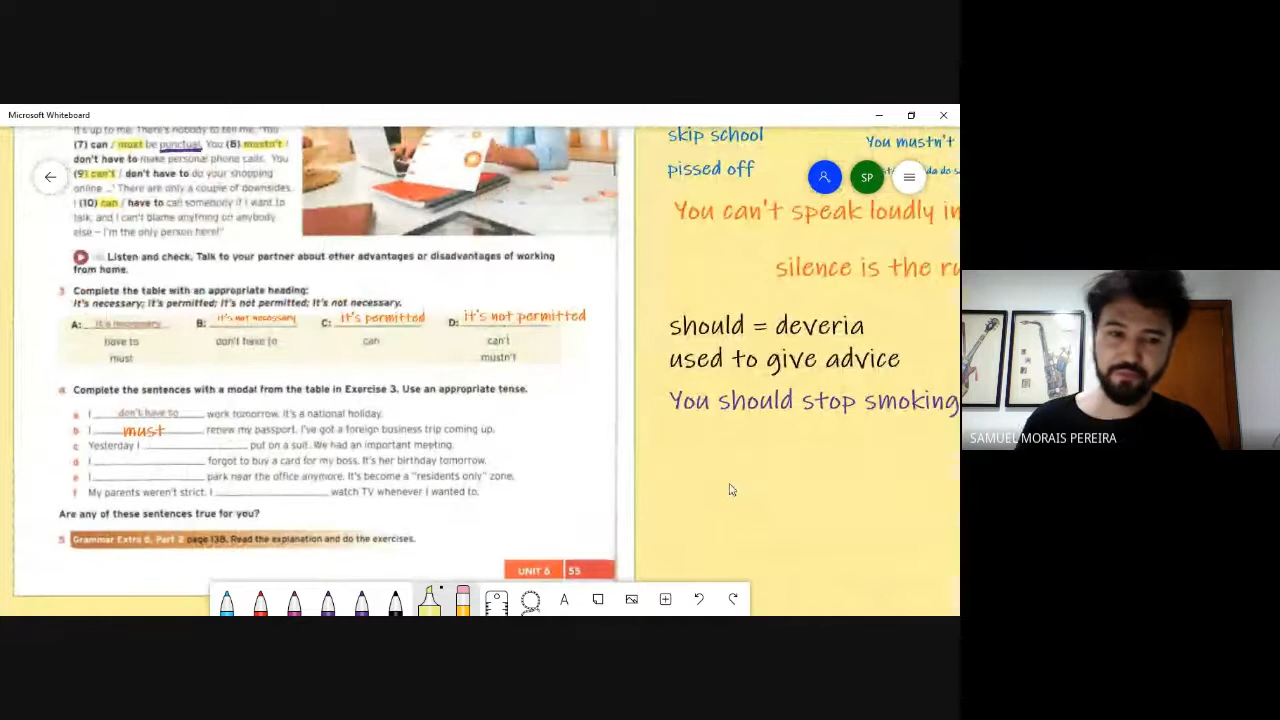 Microsoft Whiteboard
It's up to me. There's nobody to tell me: "You
(7) can / must be punctual. You (8) mustn't /
don't have to make personal phone calls. You
(9) can't / don't have to do your shopping
online ..." There are only a couple of downsides.
I (10) can / have to call somebody if I want to
talk, and I can't blame anything on anybody
else – I'm the only person here!"
Listen and check. Talk to your partner about other advantages or disadvantages of working
from home.
3 Complete the table with an appropriate heading:
It's necessary; It's permitted; It's not permitted; It's not necessary.
A: It's necessary B: it's not necessary C: it's permitted D: it's not permitted
have to don't have to can can't
must mustn't
4 Complete the sentences with a modal from the table in Exercise 3. Use an appropriate tense.
a I don't have to work tomorrow. It's a national holiday.
b I must renew my passport. I've got a foreign business trip coming up.
c Yesterday I put on a suit. We had an important meeting.
d I forgot to buy a card for my boss. It's her birthday tomorrow.
e I park near the office anymore. It's become a "residents only" zone.
f My parents weren't strict. I watch TV whenever I wanted to.
Are any of these sentences true for you?
5 Grammar Extra 6, Part 2 page 138. Read the explanation and do the exercises.
UNIT 6 55
skip school
You mustn't
pissed off
SP
da do s
You can't speak loudly in
silence is the ru
should = deveria
used to give advice
You should stop smoking
SAMUEL MORAIS PEREIRA